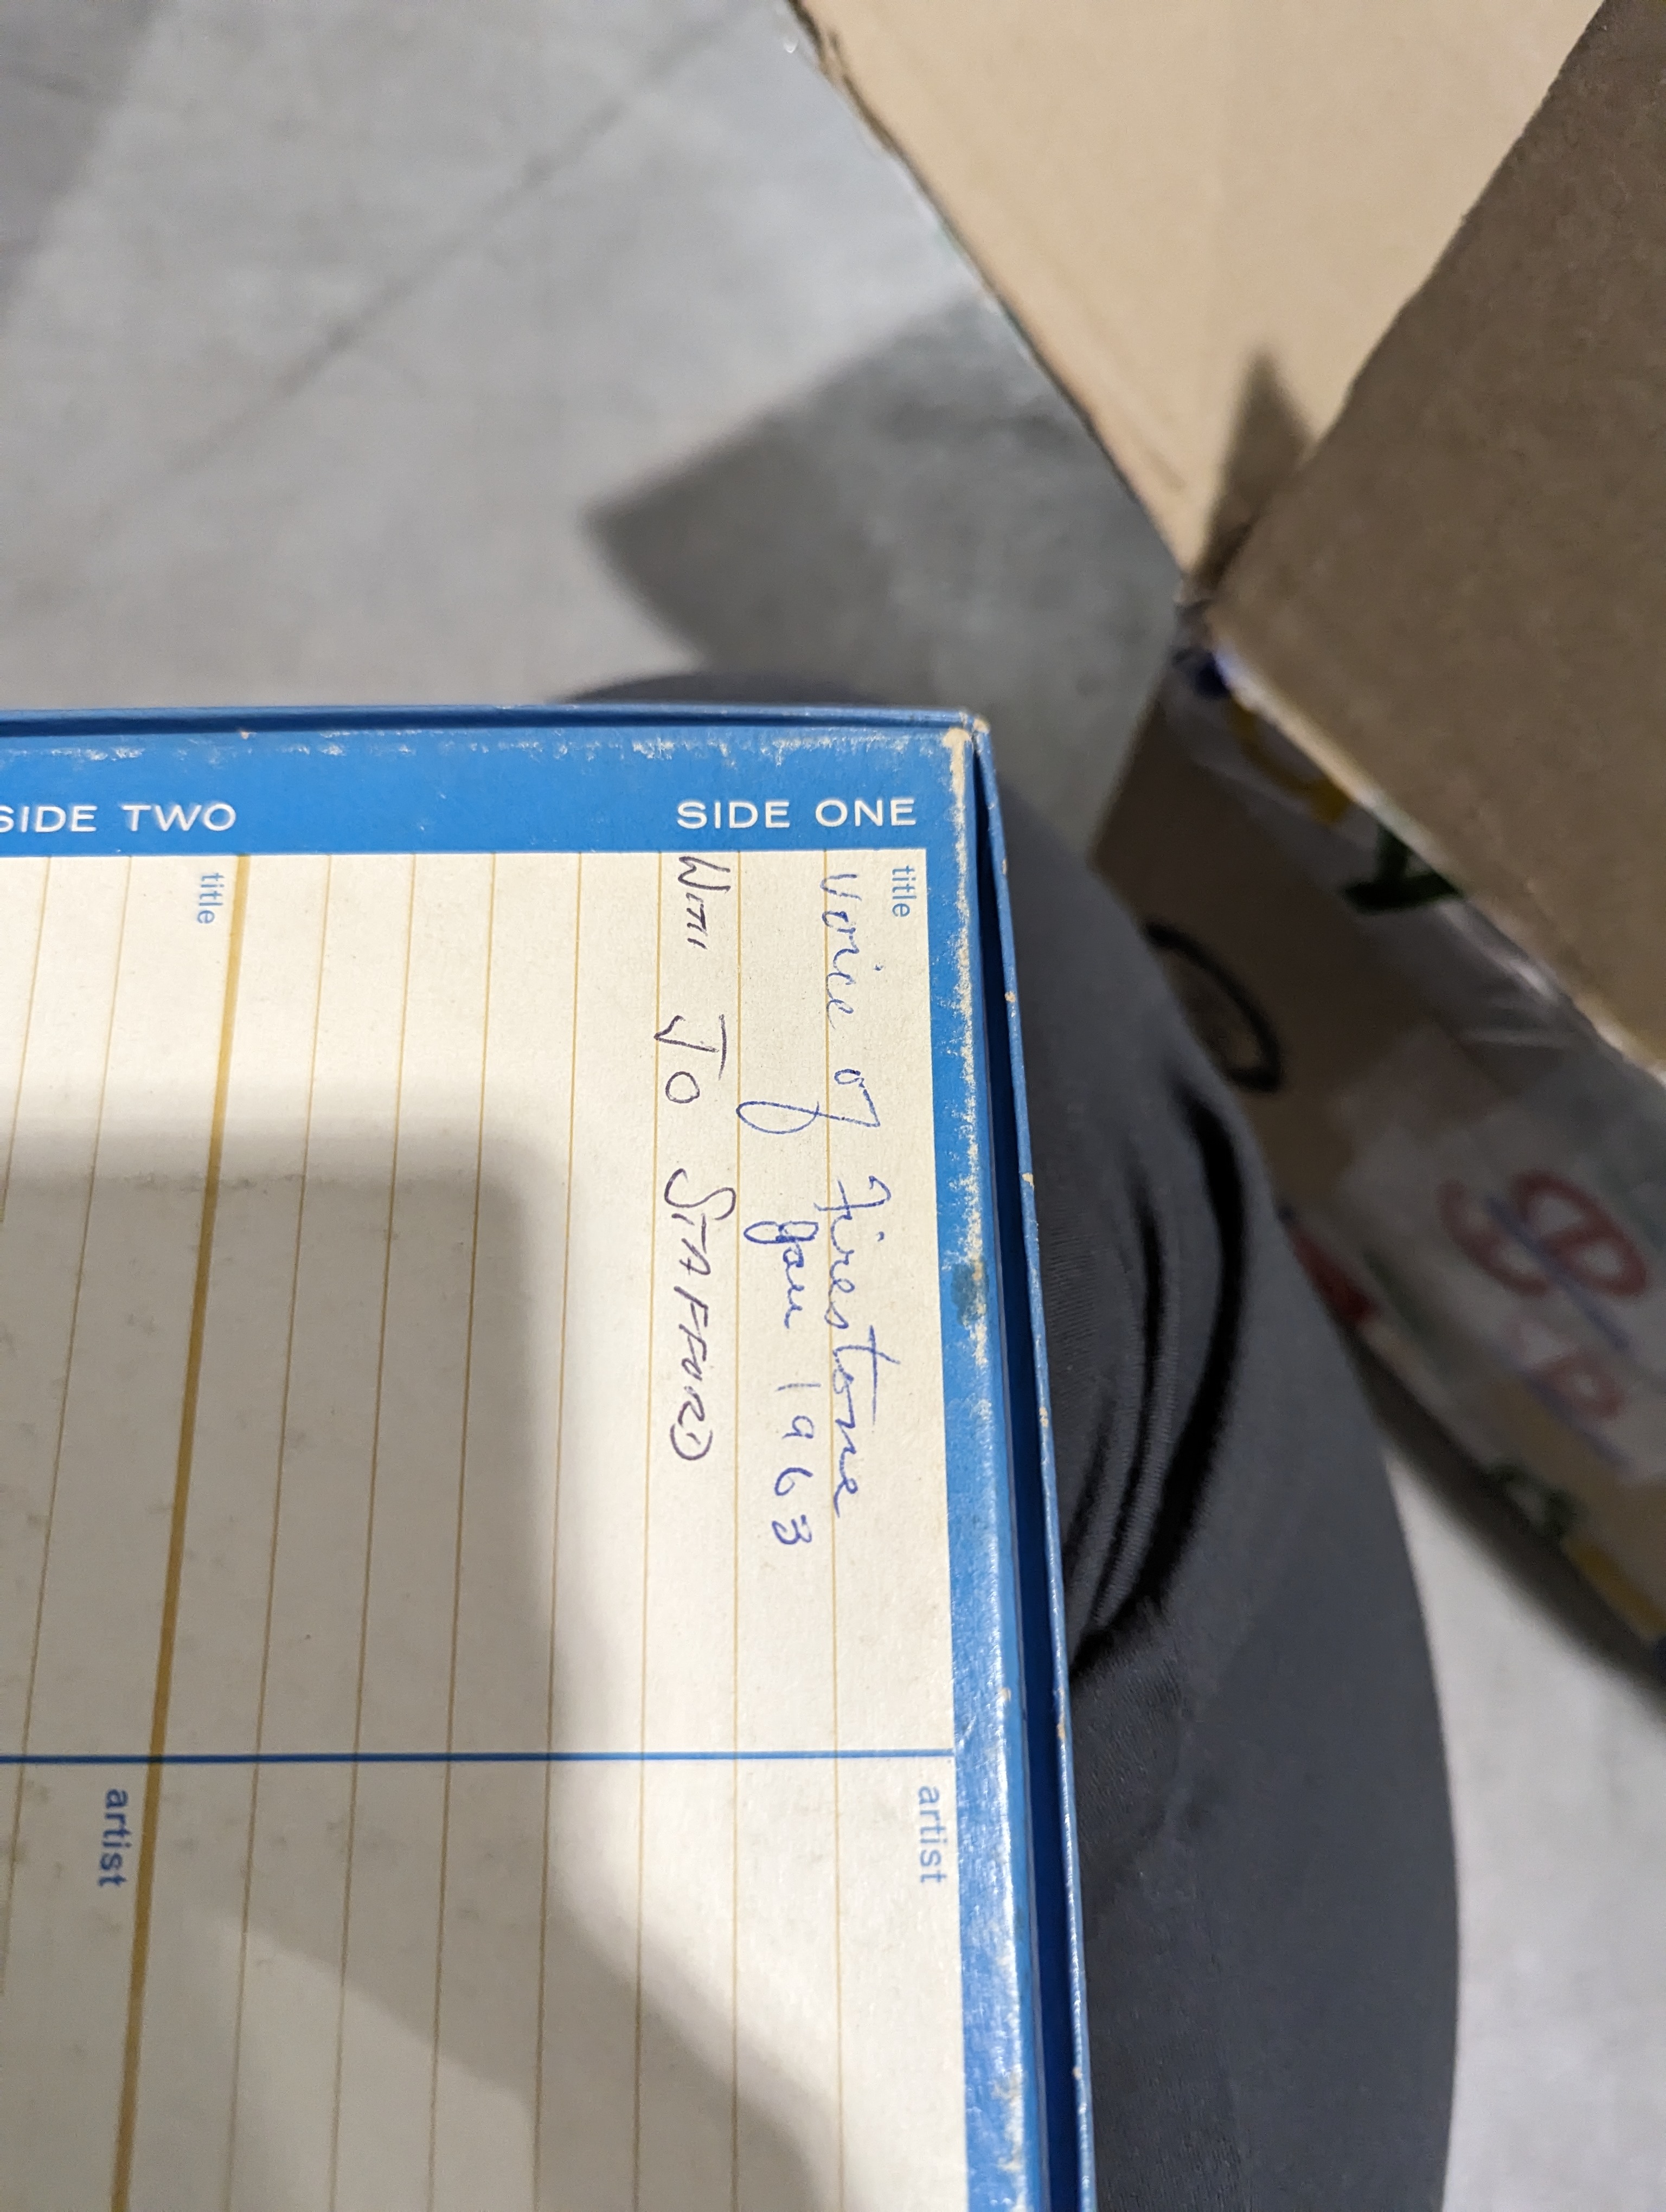 SIDE ONE
title
Voice of Firestone
Jan 1963
WITH JO STAFFORD
artist
SIDE TWO
title
artist